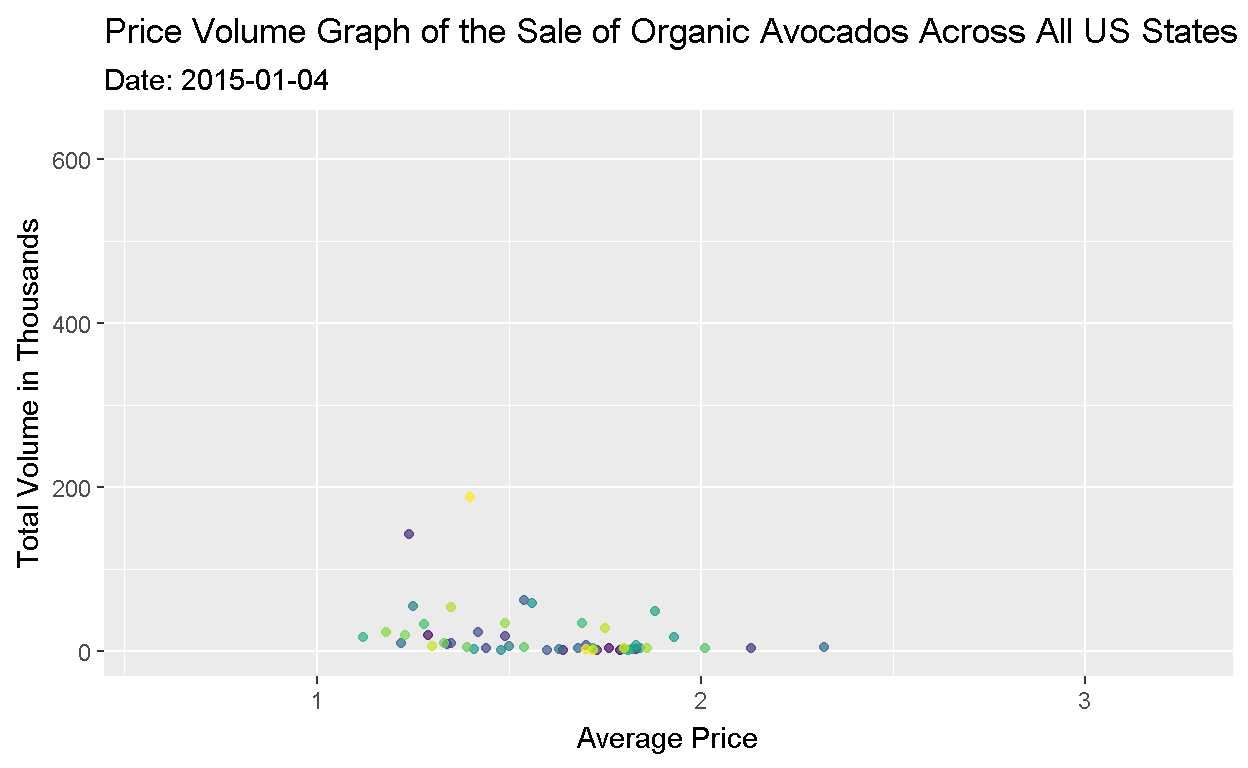 Price Volume Graph of the Sale of Organic Avocados Across All US States
Date: 2015-01-04
600
400
200
0
Total Volume in Thousands
1 2 3
Average Price